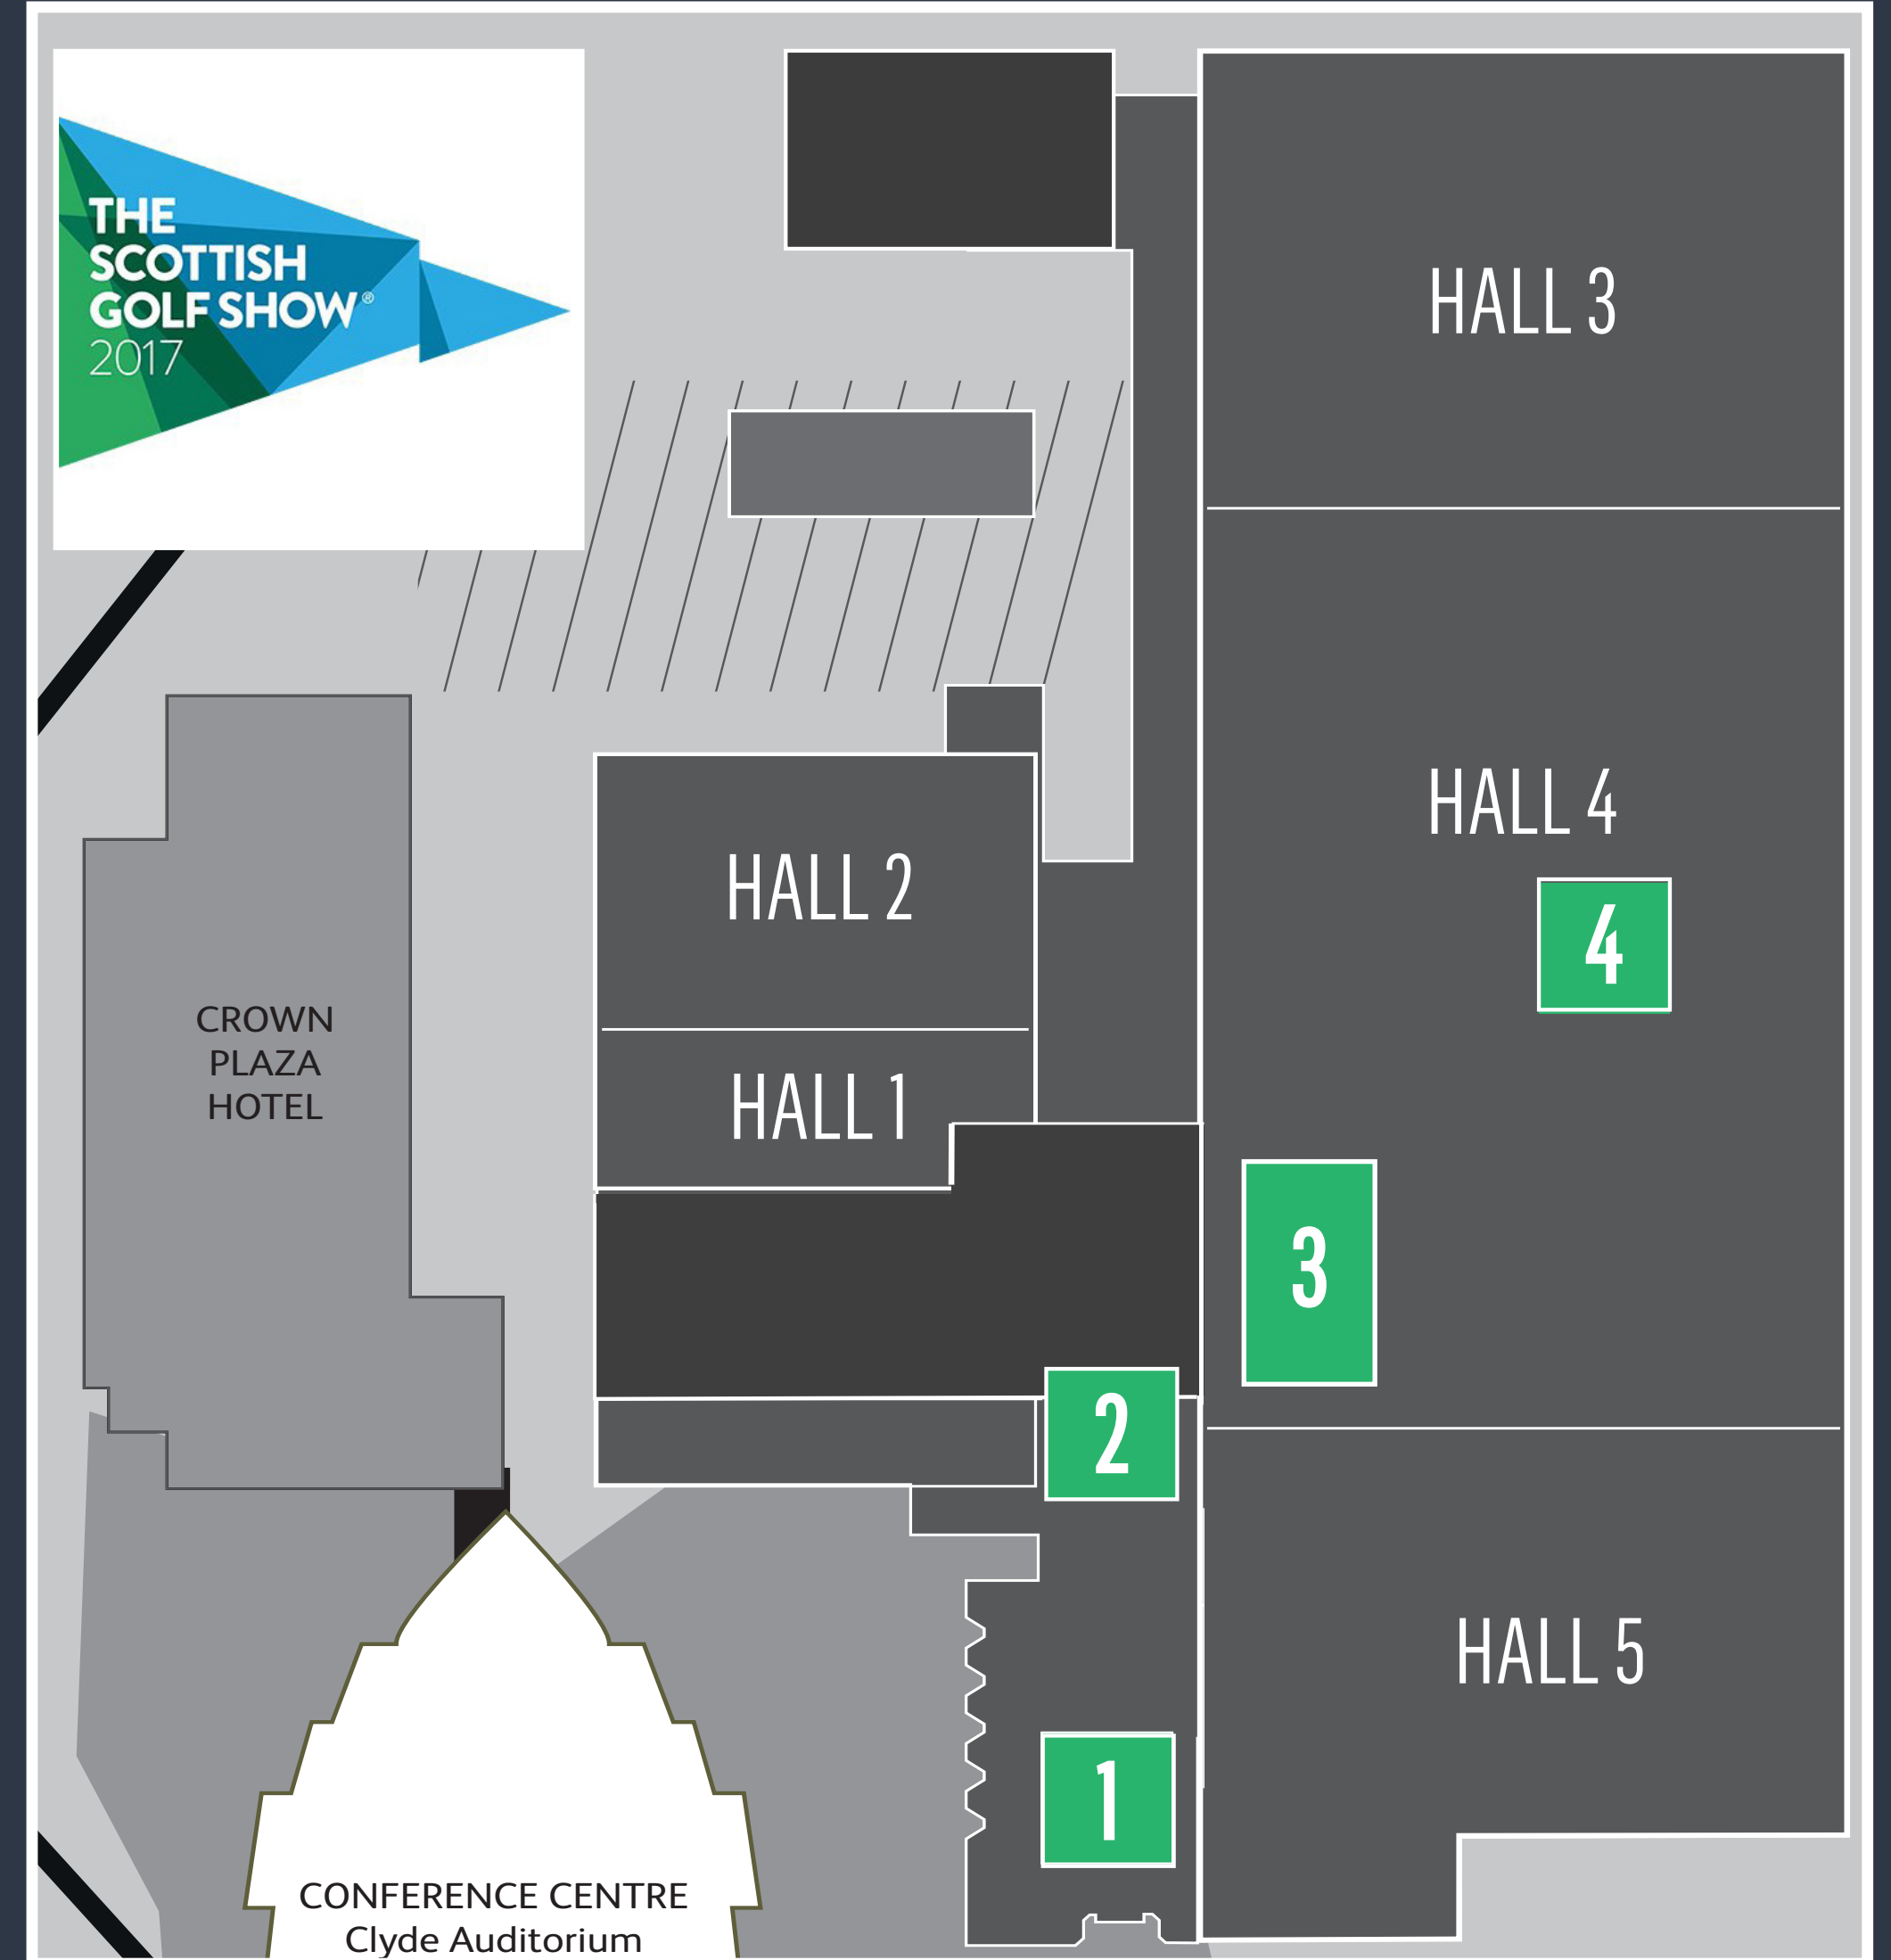 THE
SCOTTISH
GOLF SHOW®
2017
HALL 3
HALL 4
4
HALL 2
HALL 1
CROWN
PLAZA
HOTEL
3
2
HALL 5
1
CONFERENCE CENTRE
Clyde Auditorium